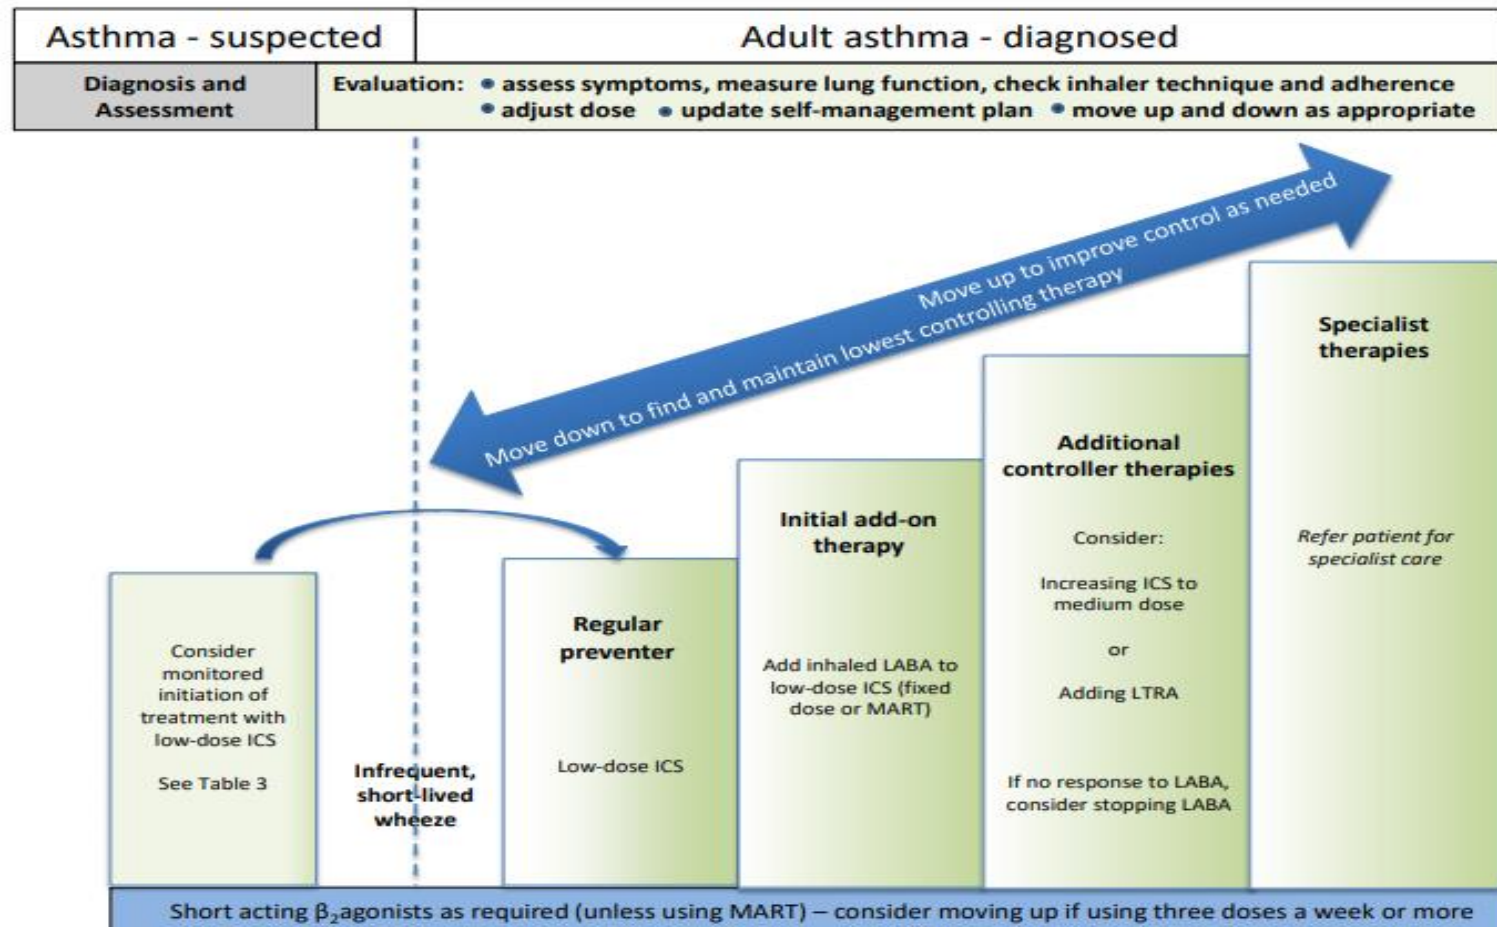 Asthma - suspected
Adult asthma - diagnosed
Diagnosis and
Assessment
Evaluation: • assess symptoms, measure lung function, check inhaler technique and adherence
• adjust dose • update self-management plan • move up and down as appropriate
Move up to improve control as needed
Move down to find and maintain lowest controlling therapy
Consider
monitored
initiation of
treatment with
low-dose ICS
See Table 3
Infrequent,
short-lived
wheeze
Regular
preventer
Low-dose ICS
Initial add-on
therapy
Add inhaled LABA to
low-dose ICS (fixed
dose or MART)
Additional
controller therapies
Consider:
Increasing ICS to
medium dose
or
Adding LTRA
If no response to LABA,
consider stopping LABA
Specialist
therapies
Refer patient for
specialist care
Short acting β₂agonists as required (unless using MART) – consider moving up if using three doses a week or more